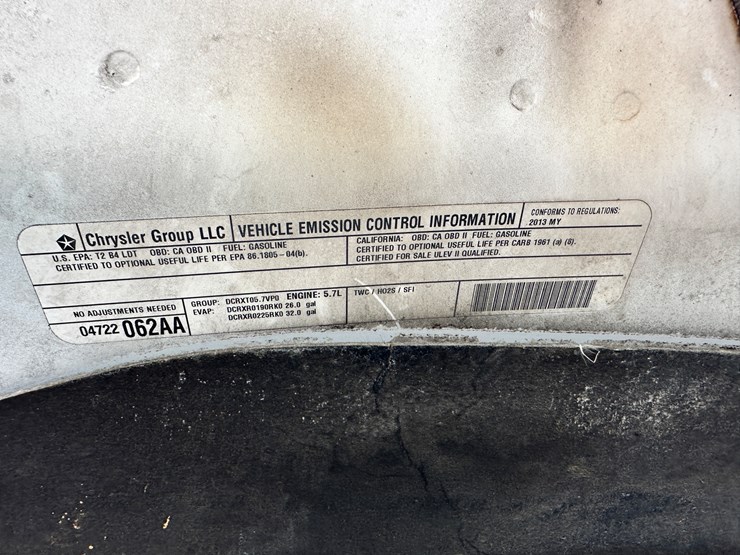 Chrysler Group LLC
VEHICLE EMISSION CONTROL INFORMATION
CONFORMS TO REGULATIONS:
2013 MY
U.S. EPA: T2 B4 LDT OBD: CA OBD II FUEL: GASOLINE
CERTIFIED TO OPTIONAL USEFUL LIFE PER EPA 86.1805-04(b).
CALIFORNIA: OBD: CA OBD II FUEL: GASOLINE
CERTIFIED TO OPTIONAL USEFUL LIFE PER CARB 1961 (a) (8).
CERTIFIED FOR SALE ULEV II QUALIFIED.
NO ADJUSTMENTS NEEDED
04722 062AA
GROUP: DCRXT05.7VP0 ENGINE: 5.7L
EVAP: DCRXR0190RK0 26.0 gal
DCRXR0225RK0 32.0 gal
TWC / HO2S / SFI